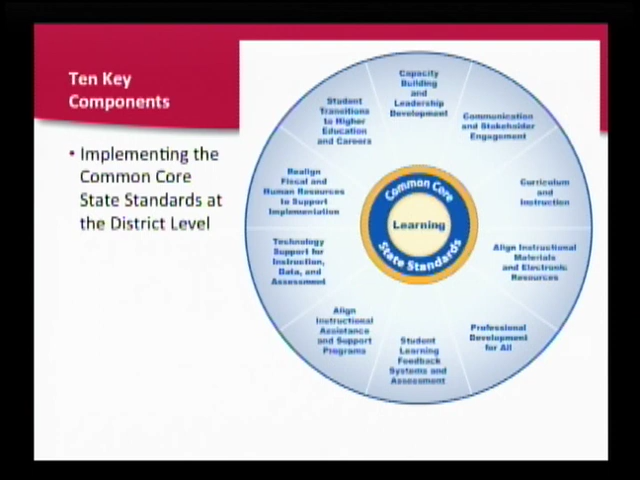 Ten Key
Components
• Implementing the
Common Core
State Standards at
the District Level
Capacity
Building
and
Leadership
Development
Communication
and Stakeholder
Engagement
Curriculum
and
Instruction
Align Instructional
Materials
and Electronic
Resources
Professional
Development
for All
Student
Learning
Feedback
Systems and
Assessment
Align
Instructional
Assistance
and Support
Programs
Technology
Support for
Instruction,
Data, and
Assessment
Realign
Fiscal and
Human Resources
to Support
Implementation
Student
Transitions
to Higher
Education
and Careers
Common Core
Learning
State Standards